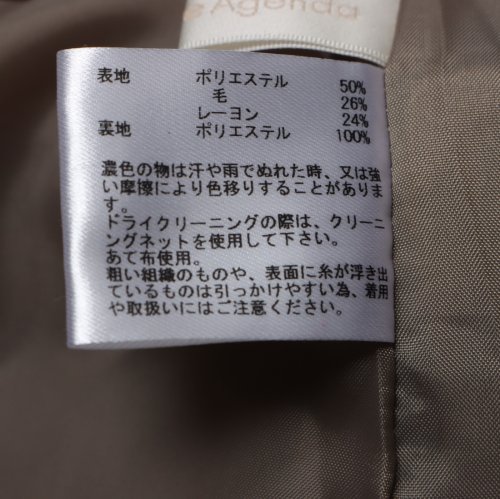 e Agenda
表地 ポリエステル 50%
毛 26%
レーヨン 24%
裏地 ポリエステル 100%
濃色の物は汗や雨でぬれた時、又は強
い摩擦により色移りすることがありま
す。
ドライクリーニングの際は、クリーニ
ングネットを使用して下さい。
あて布使用。
粗い組織のものや、表面に糸が浮き出
ているものは引っかけやすい為、着用
や取扱いにはご注意ください。